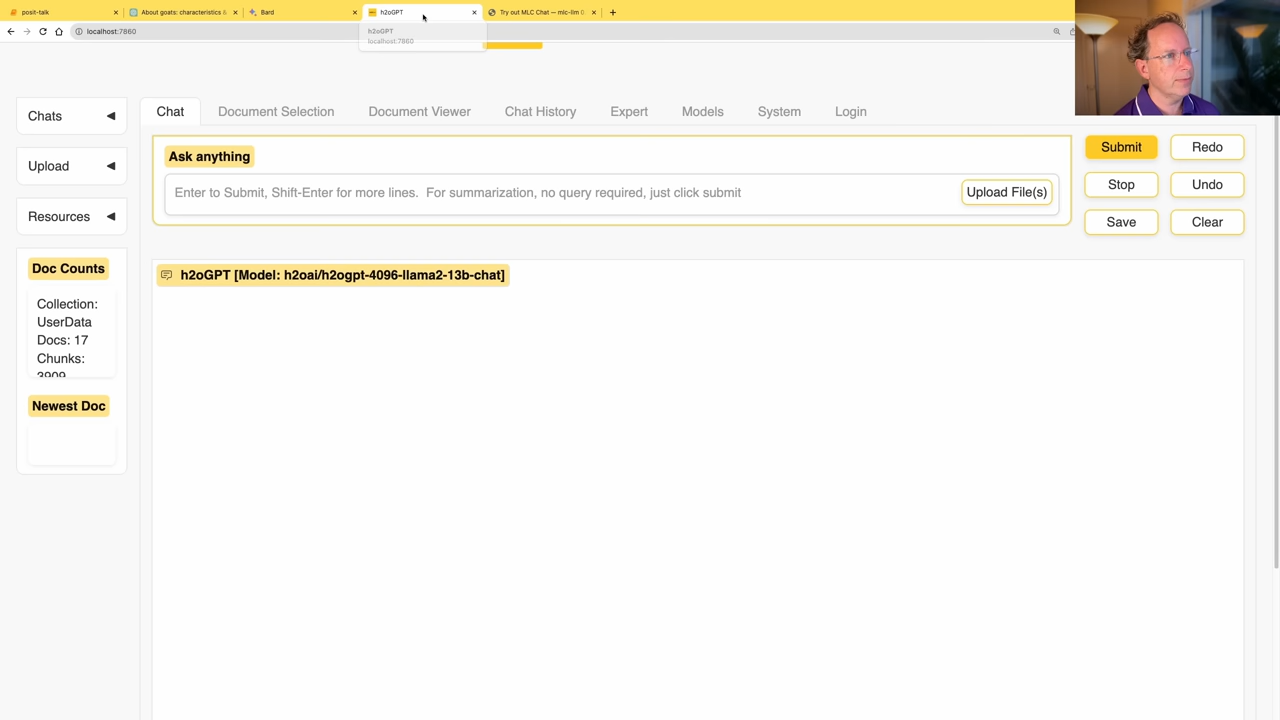 posit-talk
About goats: characteristics &
Bard
h2oGPT
Try out MLC Chat — mlc-llm 0
localhost:7860
h2oGPT
localhost:7860
Chats
Upload
Resources
Doc Counts
Collection:
UserData
Docs: 17
Chunks:
3909
Newest Doc
Chat
Document Selection
Document Viewer
Chat History
Expert
Models
System
Login
Ask anything
Enter to Submit, Shift-Enter for more lines.  For summarization, no query required, just click submit
Upload File(s)
Submit
Redo
Stop
Undo
Save
Clear
h2oGPT [Model: h2oai/h2ogpt-4096-llama2-13b-chat]